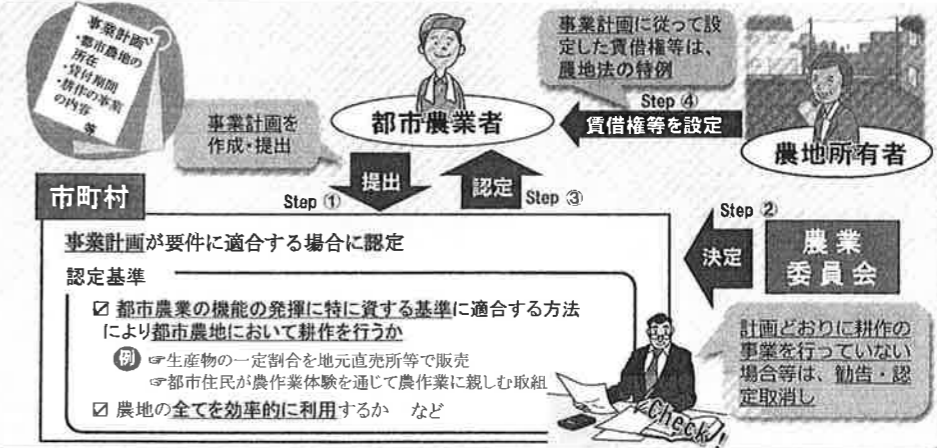 事業計画
・都市農地の
所在
・貸付期間
・耕作の事業
の内容
等
事業計画を
作成・提出
都市農業者
事業計画に従って設
定した賃借権等は、
農地法の特例
Step ④
賃借権等を設定
農地所有者
市町村
Step ①
提出
認定
Step ③
Step ②
決定
農業
委員会
事業計画が要件に適合する場合に認定
認定基準
☑ 都市農業の機能の発揮に特に資する基準に適合する方法
により都市農地において耕作を行うか
例 ☞生産物の一定割合を地元直売所等で販売
☞都市住民が農作業体験を通じて農作業に親しむ取組
☑ 農地の全てを効率的に利用するか など
Check!
計画どおりに耕作の
事業を行っていない
場合等は、勧告・認
定取消し